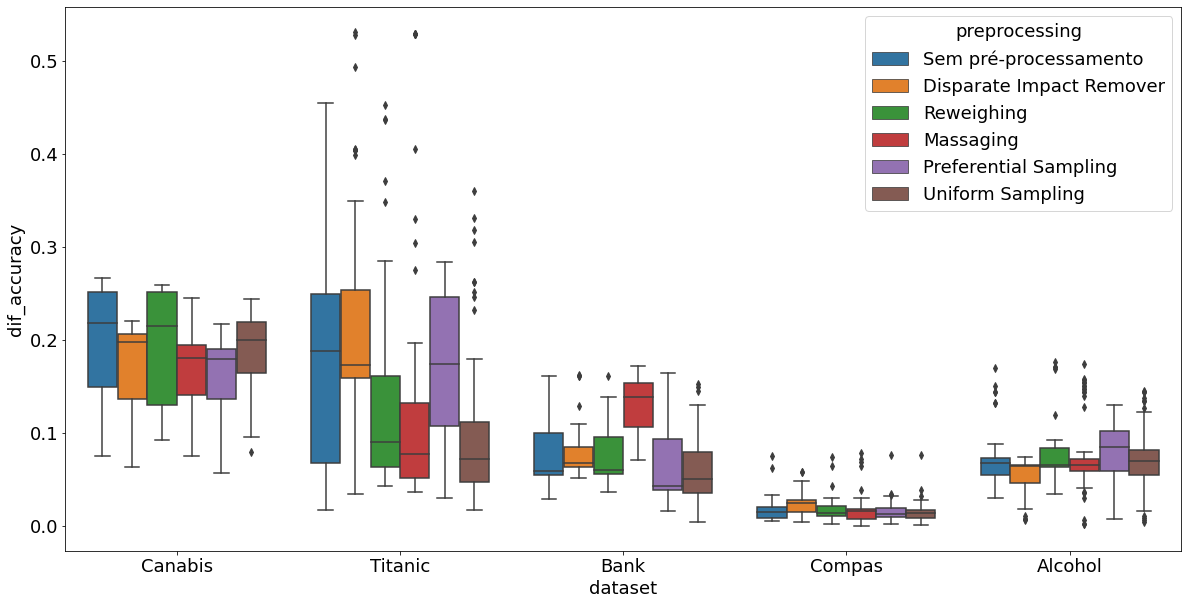 preprocessing
Sem pré-processamento
Disparate Impact Remover
Reweighing
Massaging
Preferential Sampling
Uniform Sampling
dif_accuracy
0.5
0.4
0.3
0.2
0.1
0.0
Canabis Titanic Bank Compas Alcohol
dataset